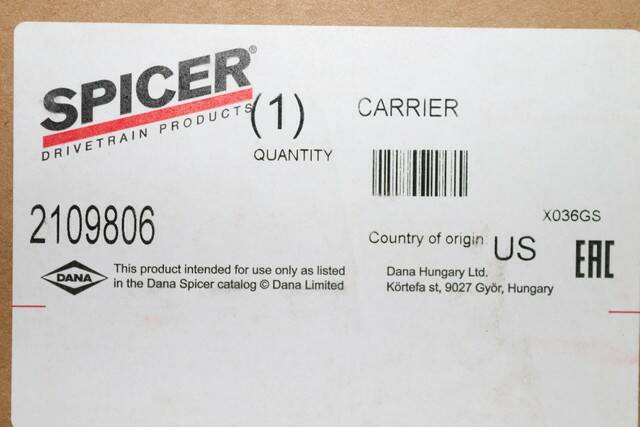 SPICER®
DRIVETRAIN PRODUCTS
(1)
QUANTITY
CARRIER
2109806
X036GS
Country of origin US
EAC
DANA
This product intended for use only as listed
in the Dana Spicer catalog © Dana Limited
Dana Hungary Ltd.
Körtefa st, 9027 Györ, Hungary